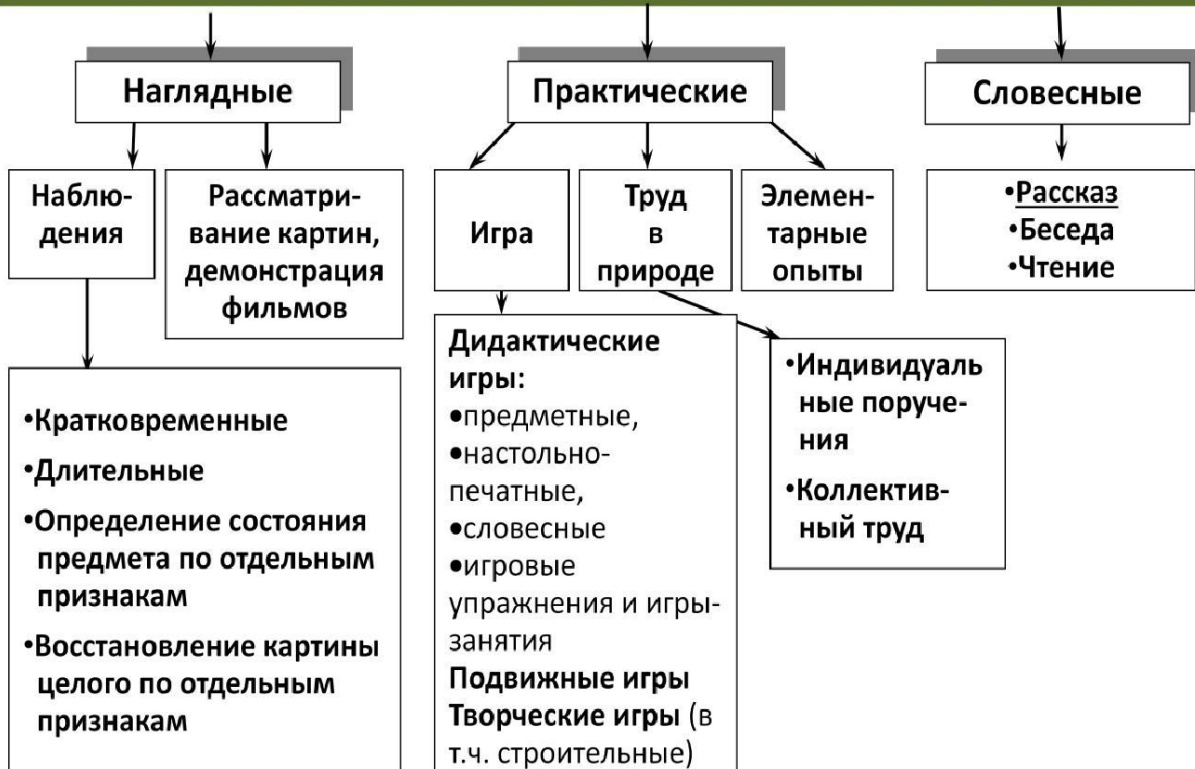 Наглядные
Практические
Словесные
Наблю-
дения
Рассматри-
вание картин,
демонстрация
фильмов
Игра
Труд
в
природе
Элемен-
тарные
опыты
•Рассказ
•Беседа
•Чтение
•Кратковременные
•Длительные
•Определение состояния
предмета по отдельным
признакам
•Восстановление картины
целого по отдельным
признакам
Дидактические
игры:
•предметные,
•настольно-
печатные,
•словесные
•игровые
упражнения и игры-
занятия
Подвижные игры
Творческие игры (в
т.ч. строительные)
•Индивидуаль
ные поруче-
ния
•Коллектив-
ный труд